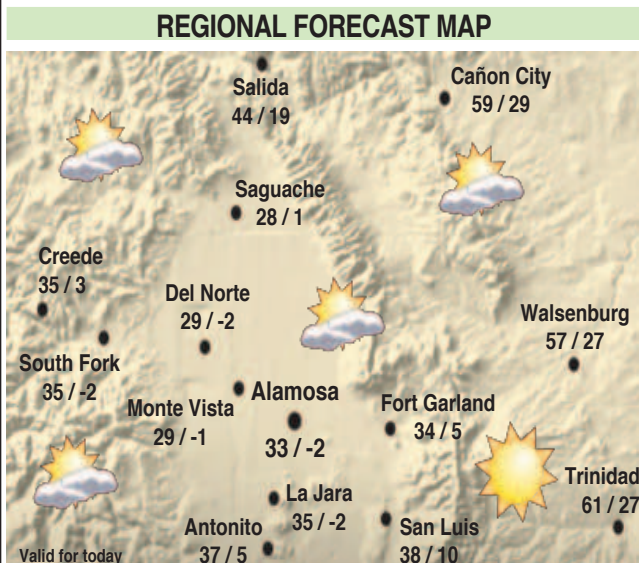 REGIONAL FORECAST MAP
Salida
44 / 19
Cañon City
59 / 29
Saguache
28 / 1
Creede
35 / 3
Del Norte
29 / -2
Walsenburg
57 / 27
South Fork
35 / -2
Monte Vista
29 / -1
Alamosa
33 / -2
Fort Garland
34 / 5
Trinidad
61 / 27
La Jara
35 / -2
Antonito
37 / 5
San Luis
38 / 10
Valid for today